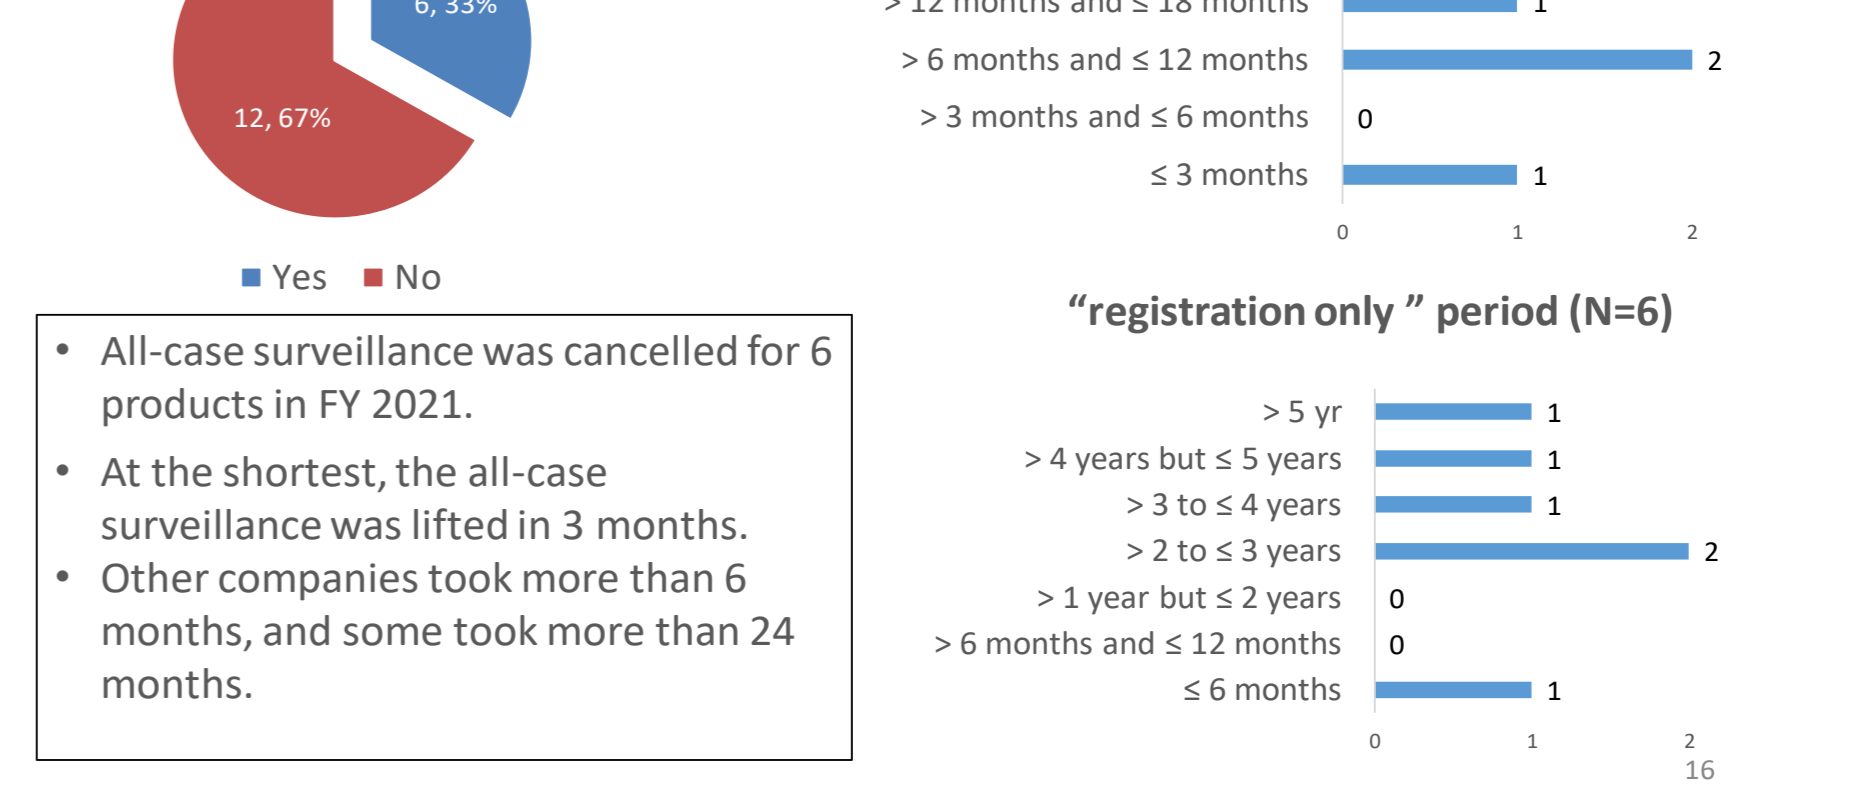 6, 33%
12, 67%
Yes No
• All-case surveillance was cancelled for 6
products in FY 2021.
• At the shortest, the all-case
surveillance was lifted in 3 months.
• Other companies took more than 6
months, and some took more than 24
months.
> 12 months and ≤ 18 months 1
> 6 months and ≤ 12 months 2
> 3 months and ≤ 6 months 0
≤ 3 months 1
0 1 2
“registration only ” period (N=6)
> 5 yr 1
> 4 years but ≤ 5 years 1
> 3 to ≤ 4 years 1
> 2 to ≤ 3 years 2
> 1 year but ≤ 2 years 0
> 6 months and ≤ 12 months 0
≤ 6 months 1
0 1 2
16